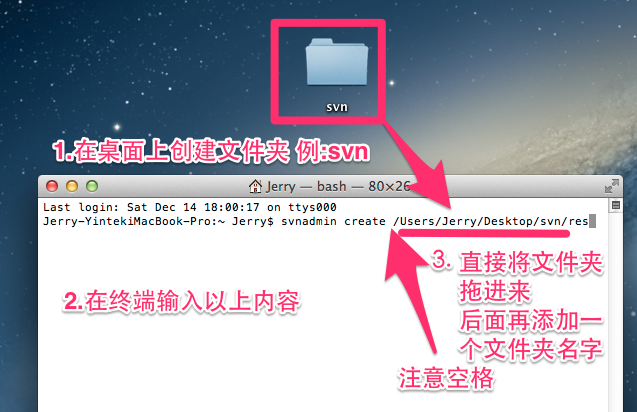 svn
1.在桌面上创建文件夹 例:svn
Jerry — bash — 80×26
Last login: Sat Dec 14 18:00:17 on ttys000
Jerry-YintekiMacBook-Pro:~ Jerry$ svnadmin create /Users/Jerry/Desktop/svn/res
2.在终端输入以上内容
3. 直接将文件夹
拖进来
后面再添加一
个文件夹名字
注意空格